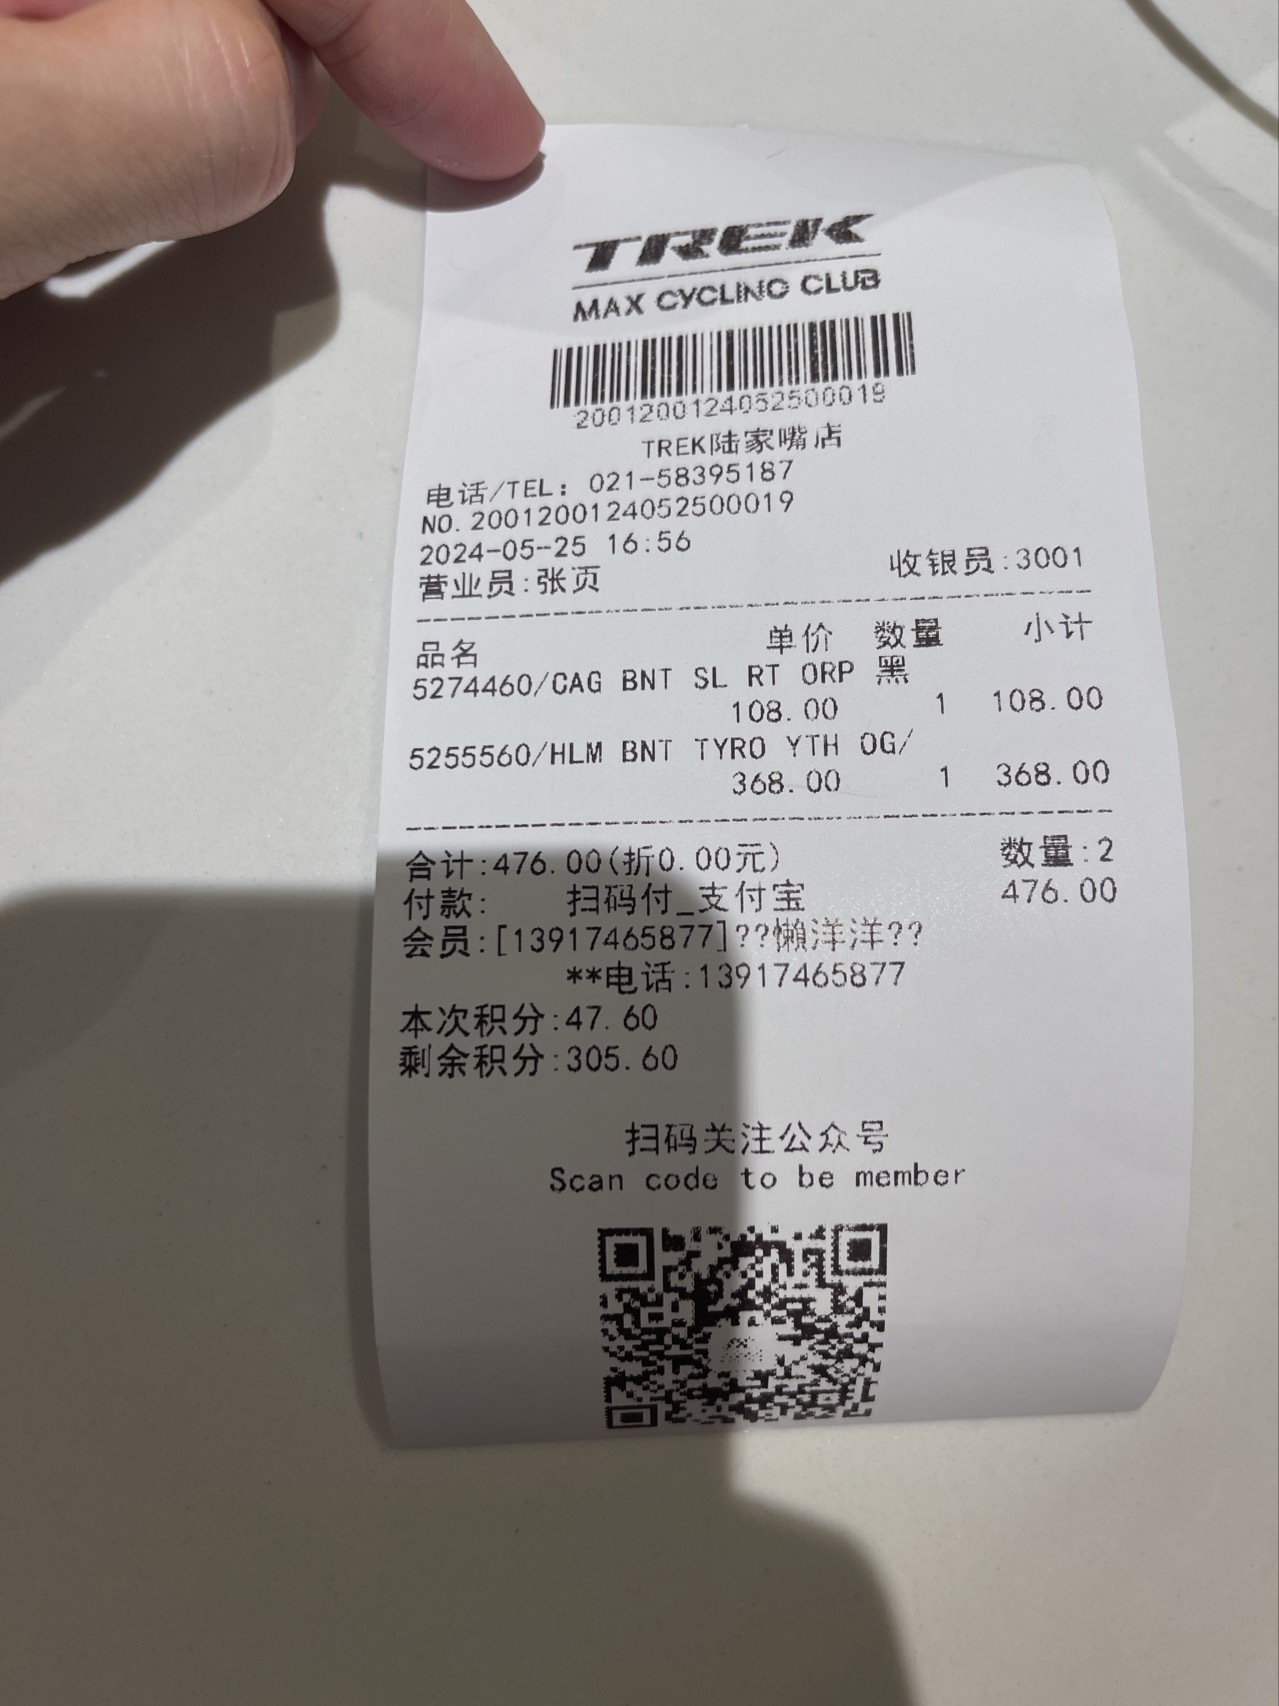 TREK
MAX CYCLING CLUB
2001200124052500019
TREK陆家嘴店
电话/TEL: 021-58395187
NO.2001200124052500019
2024-05-25 16:56
营业员:张页 收银员:3001
品名 单价 数量 小计
5274460/CAG BNT SL RT ORP 黑
108.00 1 108.00
5255560/HLM BNT TYRO YTH OG/
368.00 1 368.00
合计:476.00(折0.00元) 数量:2
付款: 扫码付_支付宝 476.00
会员:[13917465877]??懒洋洋??
**电话:13917465877
本次积分:47.60
剩余积分:305.60
扫码关注公众号
Scan code to be member